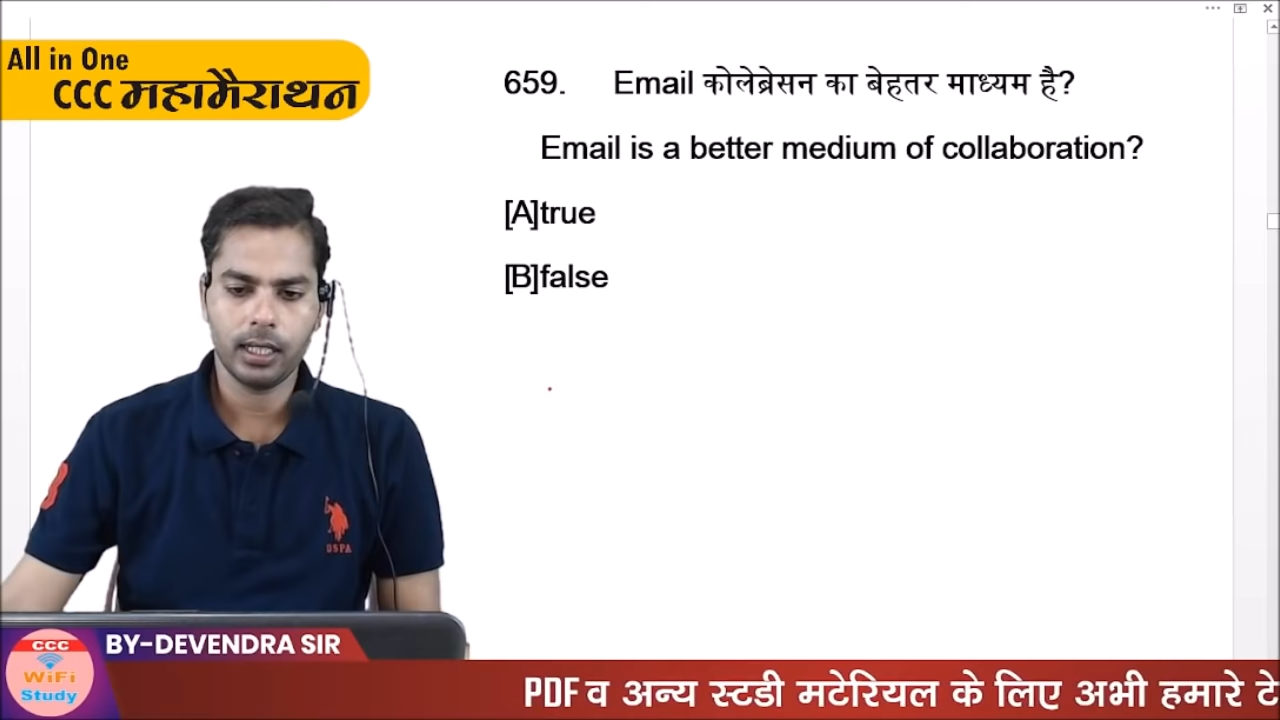 All in One
CCC महामैराथन
659. Email कोलेब्रेसन का बेहतर माध्यम है?
Email is a better medium of collaboration?
[A]true
[B]false
USPA
CCC
WiFi
Study
BY-DEVENDRA SIR
PDF व अन्य स्टडी मटेरियल के लिए अभी हमारे टे